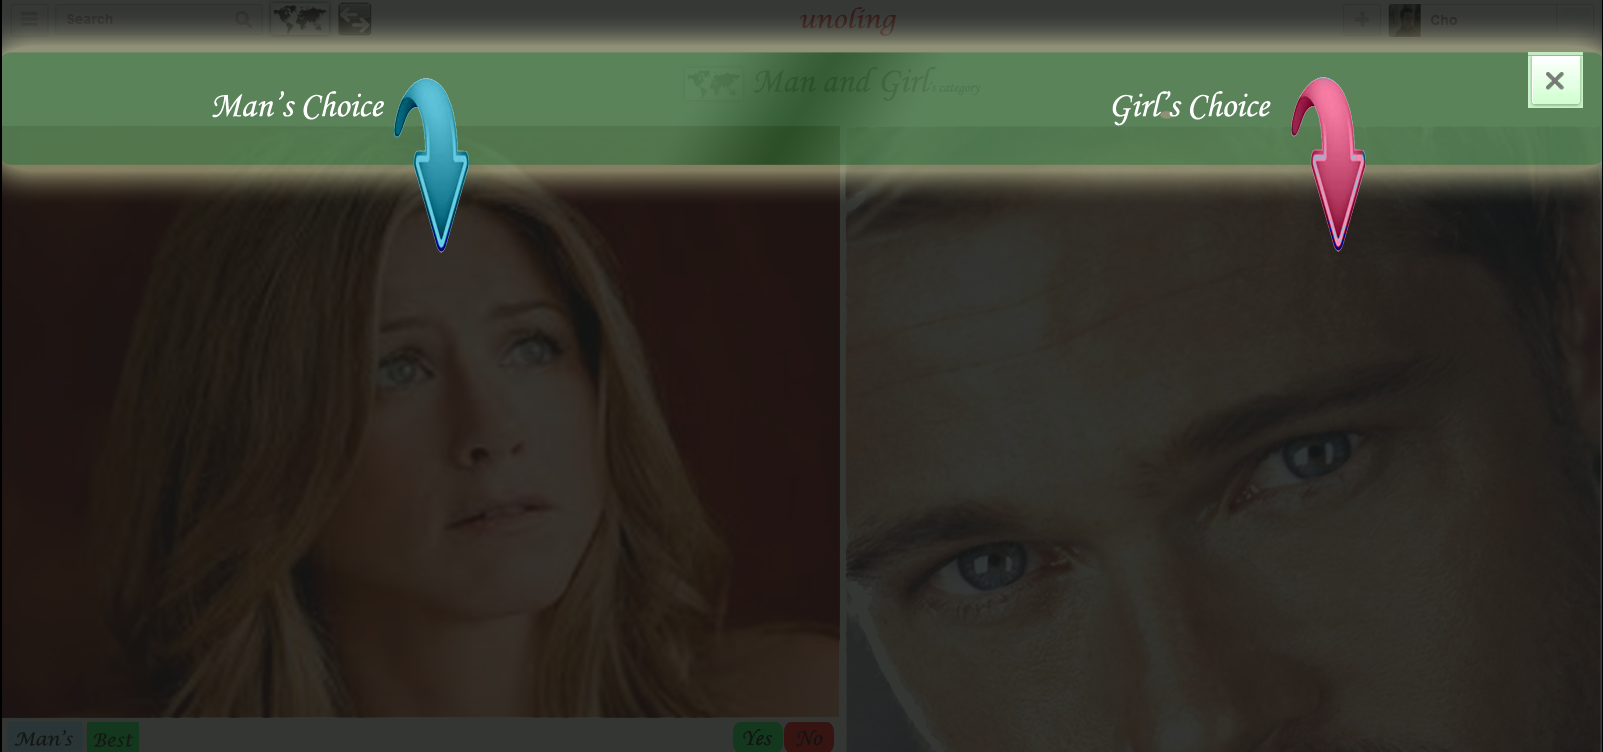 Search
unoling
Cho
Man and Girl's category
Man's Choice
Girl's Choice
Man's
Best
Yes
No